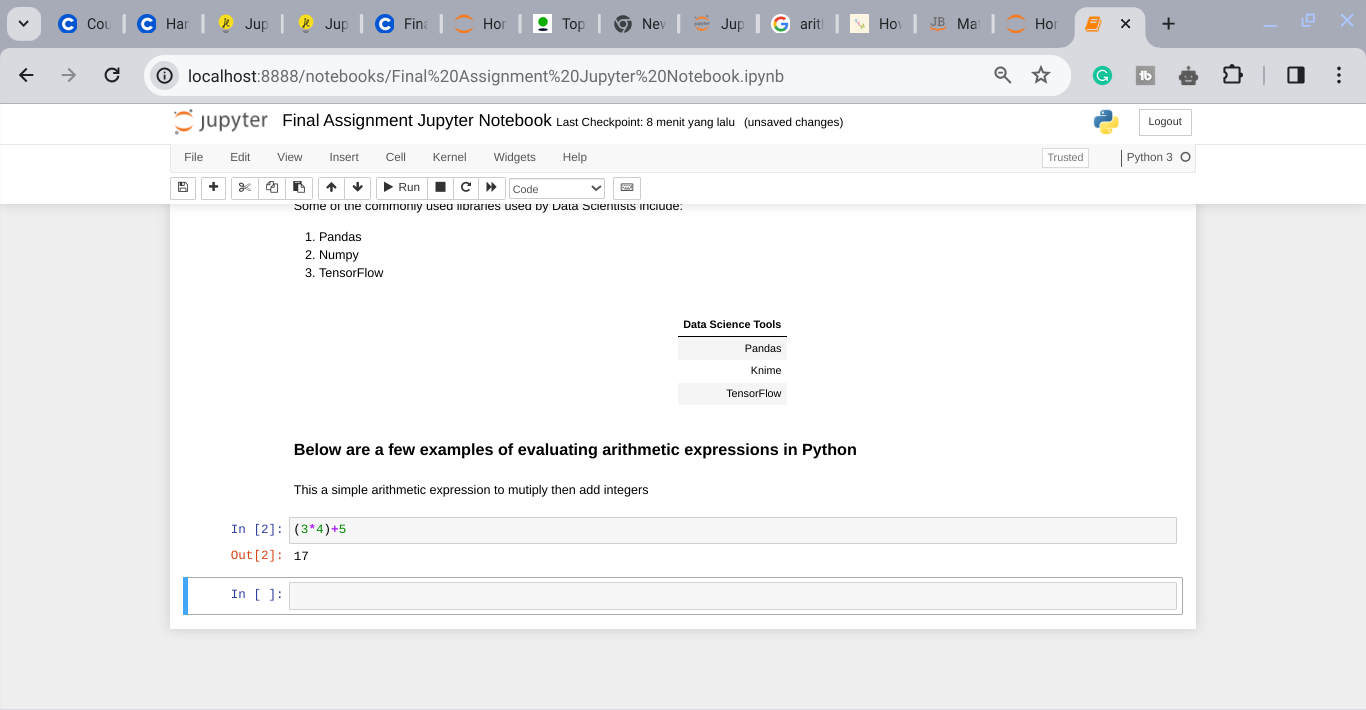 Cou
Har
Jup
Jup
Fina
Hor
Top
Nev
Jup
arit
Hov
JB Ma
Hor
localhost:8888/notebooks/Final%20Assignment%20Jupyter%20Notebook.ipynb
jupyter Final Assignment Jupyter Notebook Last Checkpoint: 8 menit yang lalu (unsaved changes) Logout
File Edit View Insert Cell Kernel Widgets Help Trusted Python 3
Run Code
Some of the commonly used libraries used by Data Scientists include:
1. Pandas
2. Numpy
3. TensorFlow
Data Science Tools
Pandas
Knime
TensorFlow
Below are a few examples of evaluating arithmetic expressions in Python
This a simple arithmetic expression to mutiply then add integers
In [2]: (3*4)+5
Out[2]: 17
In [ ]: